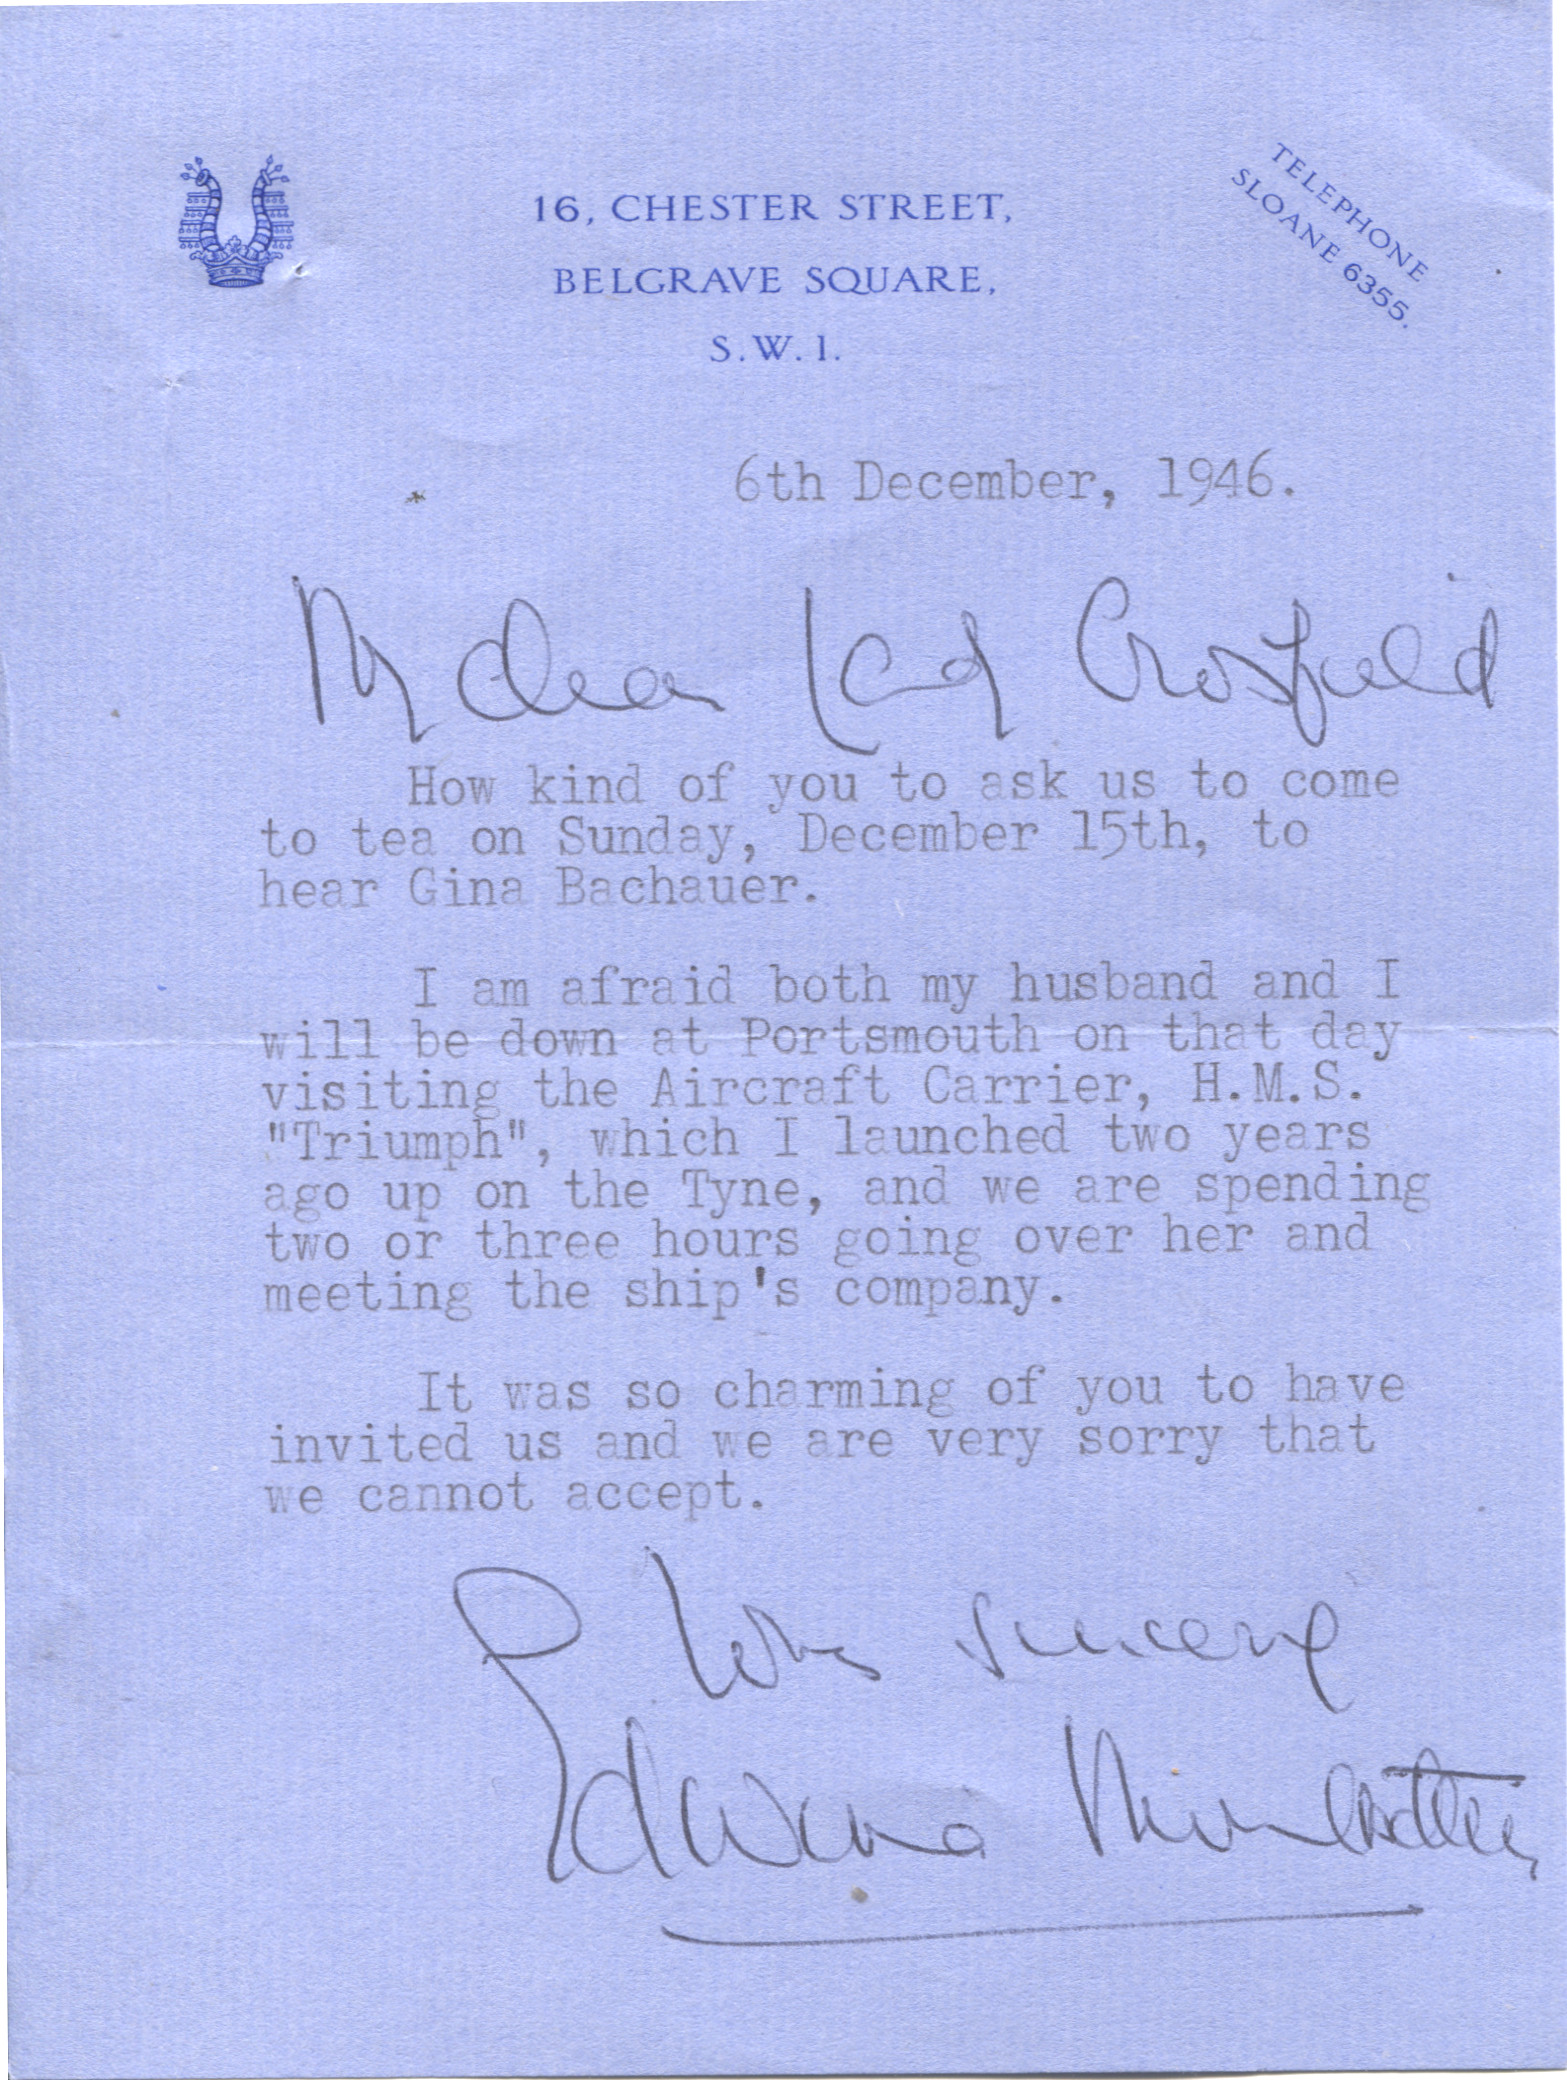 16, CHESTER STREET,
BELGRAVE SQUARE,
S.W.1.
TELEPHONE
SLOANE 6355.
6th December, 1946.
My dear Lady Crosfield
How kind of you to ask us to come
to tea on Sunday, December 15th, to
hear Gina Bachauer.
I am afraid both my husband and I
will be down at Portsmouth on that day
visiting the Aircraft Carrier, H.M.S.
"Triumph", which I launched two years
ago up on the Tyne, and we are spending
two or three hours going over her and
meeting the ship's company.
It was so charming of you to have
invited us and we are very sorry that
we cannot accept.
Yours sincerely
Edwina Mountbatten